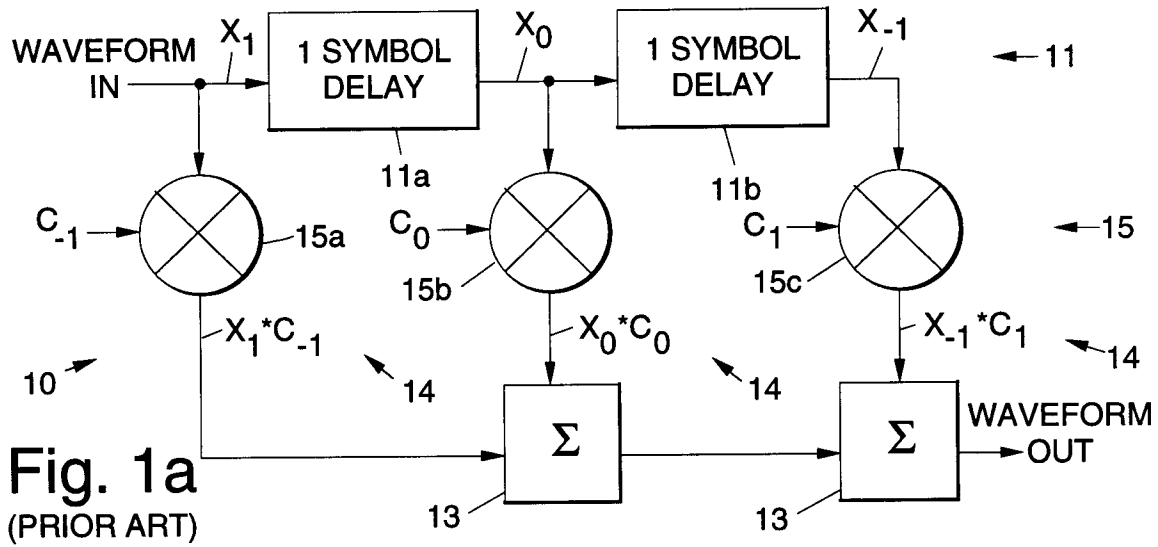 WAVEFORM IN
X₁
1 SYMBOL DELAY
X₀
1 SYMBOL DELAY
X₋₁
11
11a
11b
C₋₁
15a
C₀
15b
C₁
15c
15
X₁*C₋₁
X₀*C₀
X₋₁*C₁
10
14
14
14
Σ
Σ
WAVEFORM OUT
13
13
Fig. 1a
(PRIOR ART)